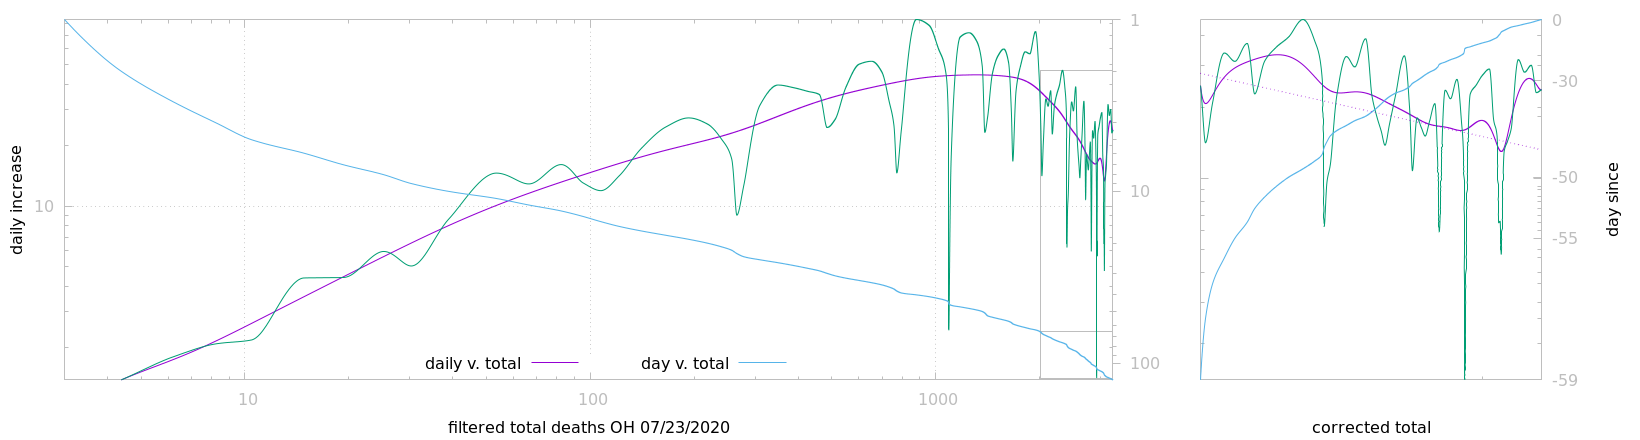 daily increase
10
10
100
1000
1
10
100
daily v. total
day v. total
filtered total deaths OH 07/23/2020
0
-30
-50
-55
-59
day since
corrected total